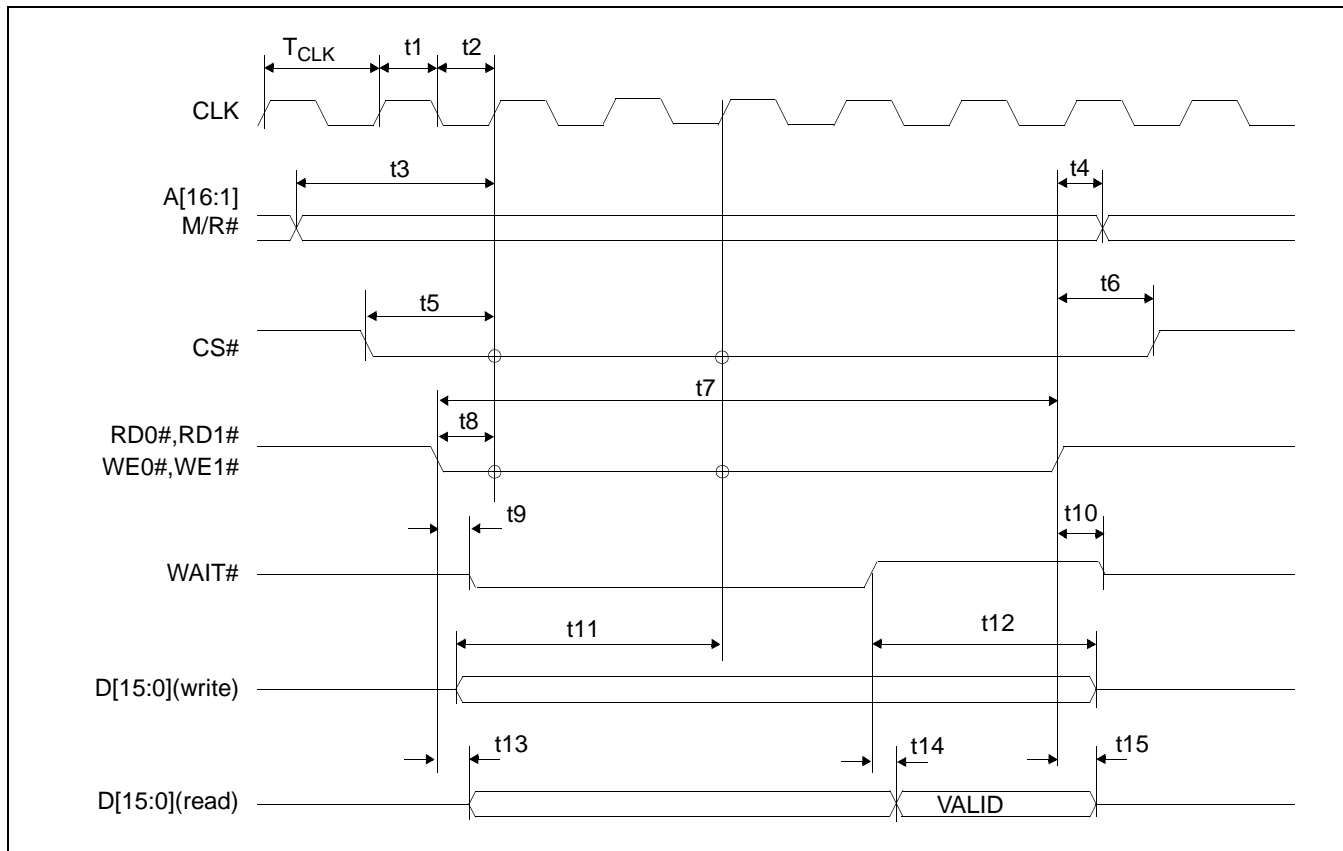 T_CLK t1 t2
CLK
t3 t4
A[16:1]
M/R#
t5 t6
CS#
t7
t8
RD0#,RD1#
WE0#,WE1#
t9 t10
WAIT#
t11 t12
D[15:0](write)
t13 t14 t15
D[15:0](read) VALID